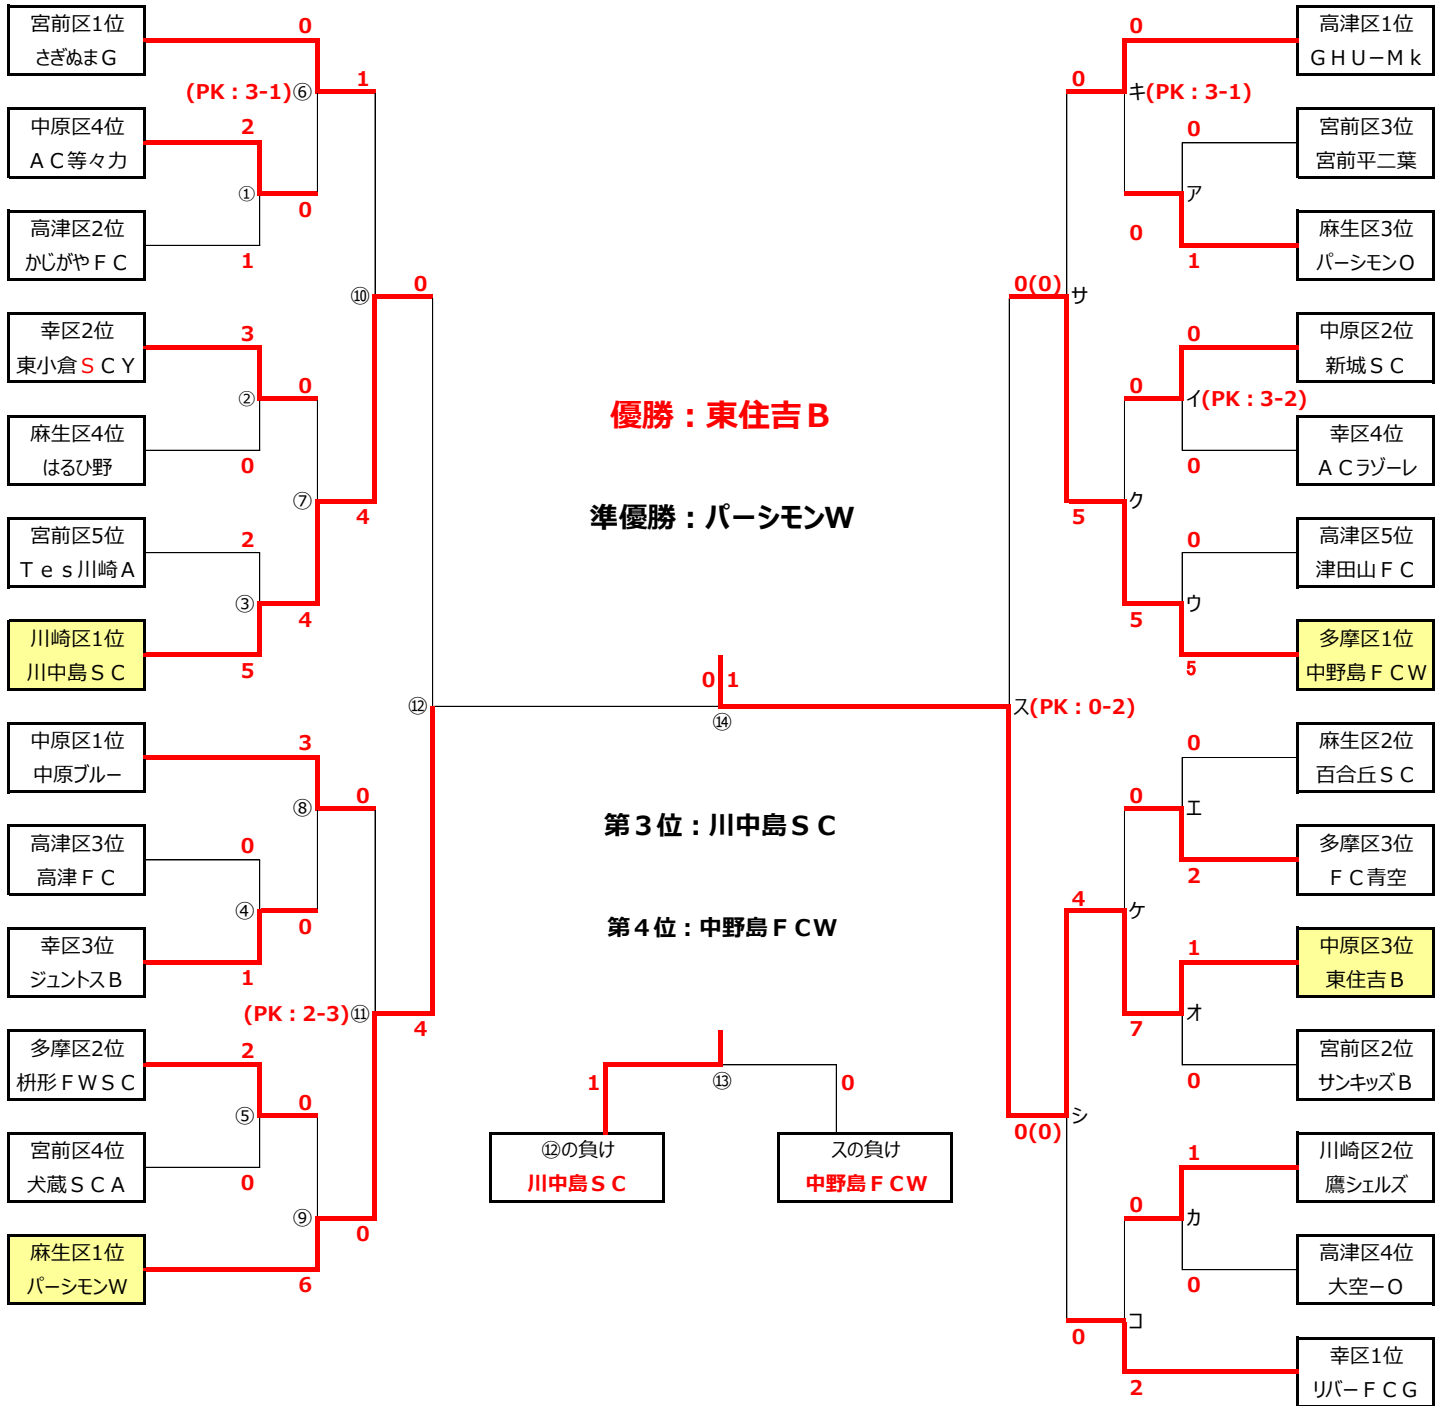 宮前区1位
さぎぬまG
0
(PK：3-1)
⑥
1
中原区4位
AC等々力
2
①
0
高津区2位
かじがやFC
1
⑩
0
幸区2位
東小倉SCY
3
②
0
麻生区4位
はるひ野
0
⑦
4
宮前区5位
Tes川崎A
2
③
4
川崎区1位
川中島SC
5
⑫
中原区1位
中原ブルー
3
⑧
0
高津区3位
高津FC
0
④
0
幸区3位
ジュントスB
1
(PK：2-3)
⑪
4
多摩区2位
枡形FWSC
2
⑤
0
宮前区4位
犬蔵SCA
0
⑨
0
麻生区1位
パーシモンW
6
優勝：東住吉B
準優勝：パーシモンW
0
1
⑭
第3位：川中島SC
第4位：中野島FCW
1
⑬
0
⑫の負け
川中島SC
スの負け
中野島FCW
高津区1位
GHU－Mk
0
0
キ
(PK：3-1)
宮前区3位
宮前平二葉
0
ア
0
麻生区3位
パーシモンO
1
0(0)
サ
中原区2位
新城SC
0
0
イ
(PK：3-2)
幸区4位
ACラゾーレ
0
5
ク
高津区5位
津田山FC
0
ウ
5
多摩区1位
中野島FCW
5
ス
(PK：0-2)
麻生区2位
百合丘SC
0
0
エ
多摩区3位
FC青空
2
4
ケ
中原区3位
東住吉B
1
7
オ
宮前区2位
サンキッズB
0
0(0)
シ
川崎区2位
鷹シェルズ
1
0
カ
高津区4位
大空－O
0
0
コ
幸区1位
リバーFCG
2